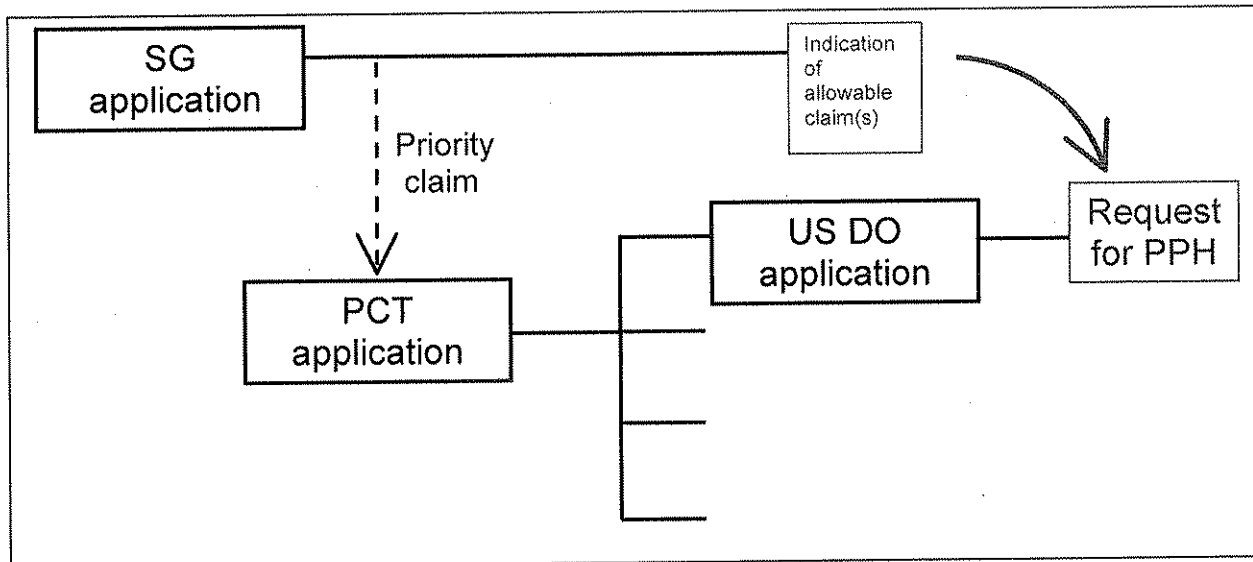 SG
application
Indication
of
allowable
claim(s)
Priority
claim
US DO
application
Request
for PPH
PCT
application